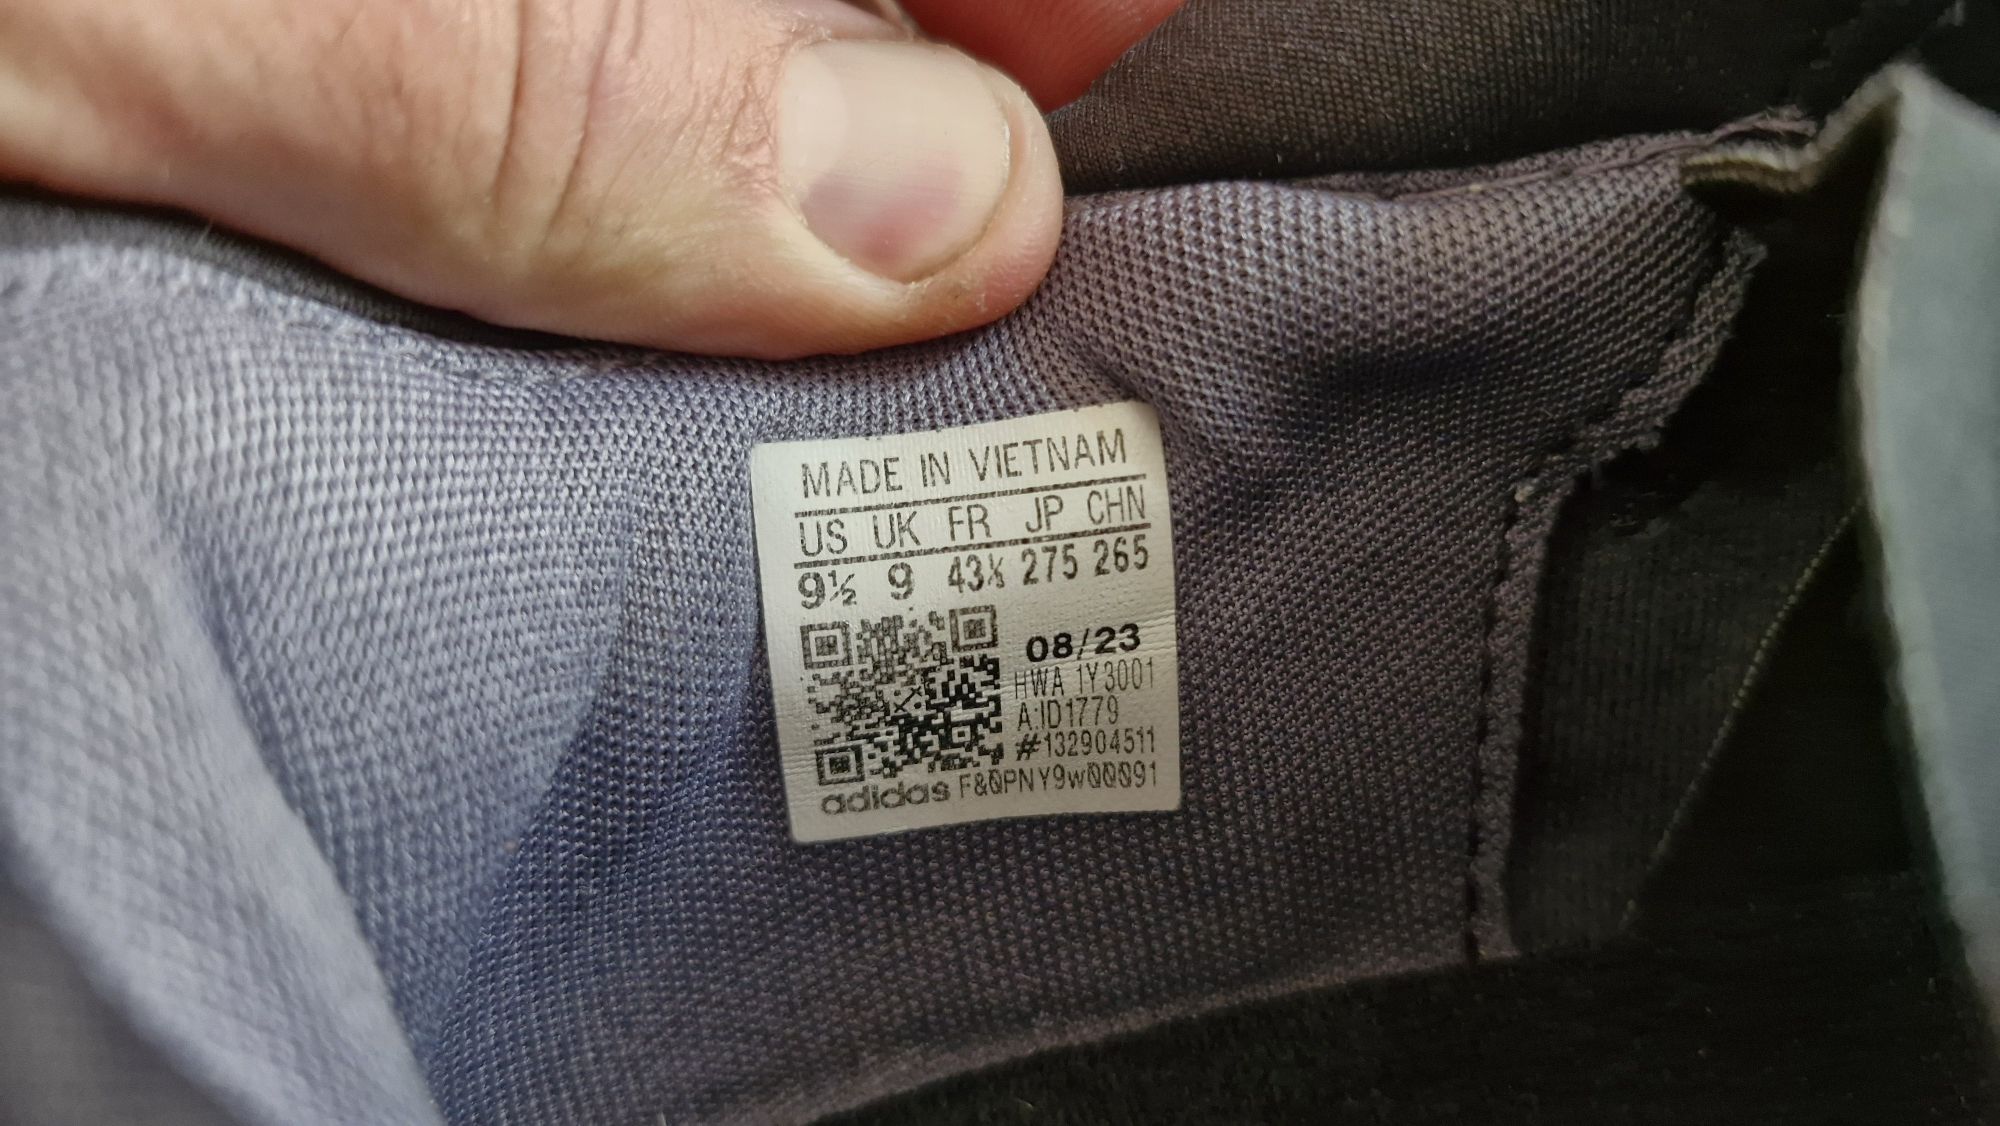 MADE IN VIETNAM
US UK FR JP CHN
9½ 9 43⅓ 275 265
08/23
HWA 1Y3001
A:ID1779
#132904511
adidas F&0PNY9w00091